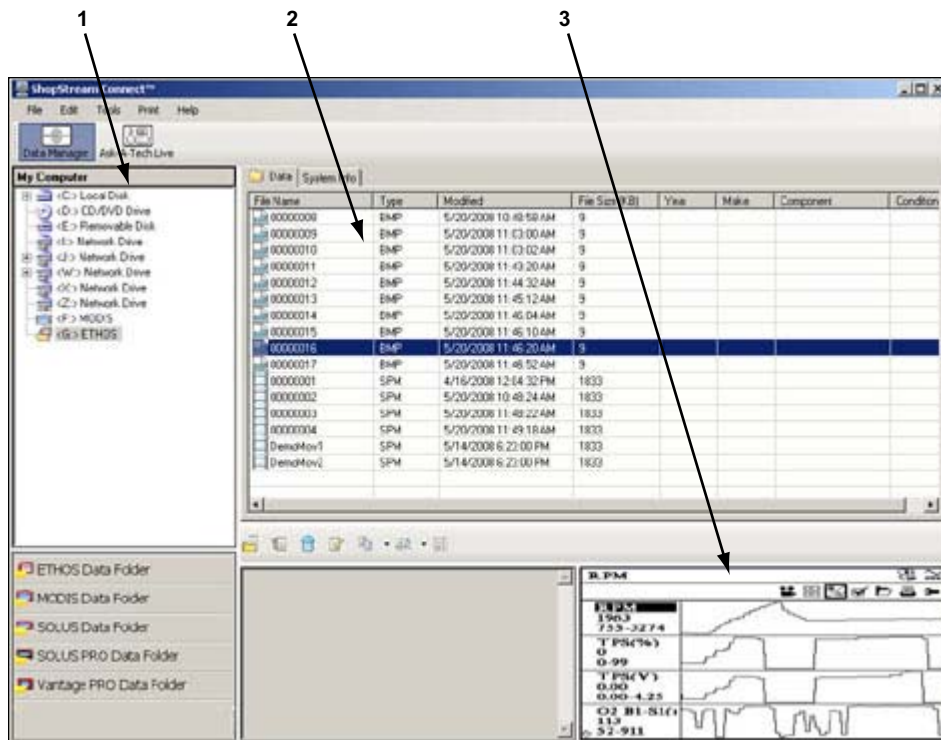 1 2 3
ShopStream Connect™
File Edit Tools Print Help
Data Manager Ask-A-Tech Live
My Computer
<C:> Local Disk
<D:> CD/DVD Drive
<E:> Removable Disk
<I:> Network Drive
<J:> Network Drive
<W:> Network Drive
<X:> Network Drive
<Z:> Network Drive
<F:> MODIS
<G:> ETHOS
Data System Info
File Name Type Modified File Size(KB) Year Make Component Condition
00000008 BMP 5/20/2008 10:48:58 AM 9
00000009 BMP 5/20/2008 11:03:00 AM 9
00000010 BMP 5/20/2008 11:03:02 AM 9
00000011 BMP 5/20/2008 11:43:20 AM 9
00000012 BMP 5/20/2008 11:44:32 AM 9
00000013 BMP 5/20/2008 11:45:12 AM 9
00000014 BMP 5/20/2008 11:46:04 AM 9
00000015 BMP 5/20/2008 11:46:10 AM 9
00000016 BMP 5/20/2008 11:46:20 AM 9
00000017 BMP 5/20/2008 11:46:52 AM 9
00000001 SPM 4/16/2008 12:04:32 PM 1833
00000002 SPM 5/20/2008 10:48:24 AM 1833
00000003 SPM 5/20/2008 11:48:22 AM 1833
00000004 SPM 5/20/2008 11:49:18 AM 1833
DemoMov1 SPM 5/14/2008 6:23:00 PM 1833
DemoMov2 SPM 5/14/2008 6:23:00 PM 1833
ETHOS Data Folder
MODIS Data Folder
SOLUS Data Folder
SOLUS PRO Data Folder
Vantage PRO Data Folder
RPM
RPM
1963
733-3274
TPS(%)
0
0-99
TPS(V)
0.00
0.00-4.25
O2 B1-S1(
113
52-911